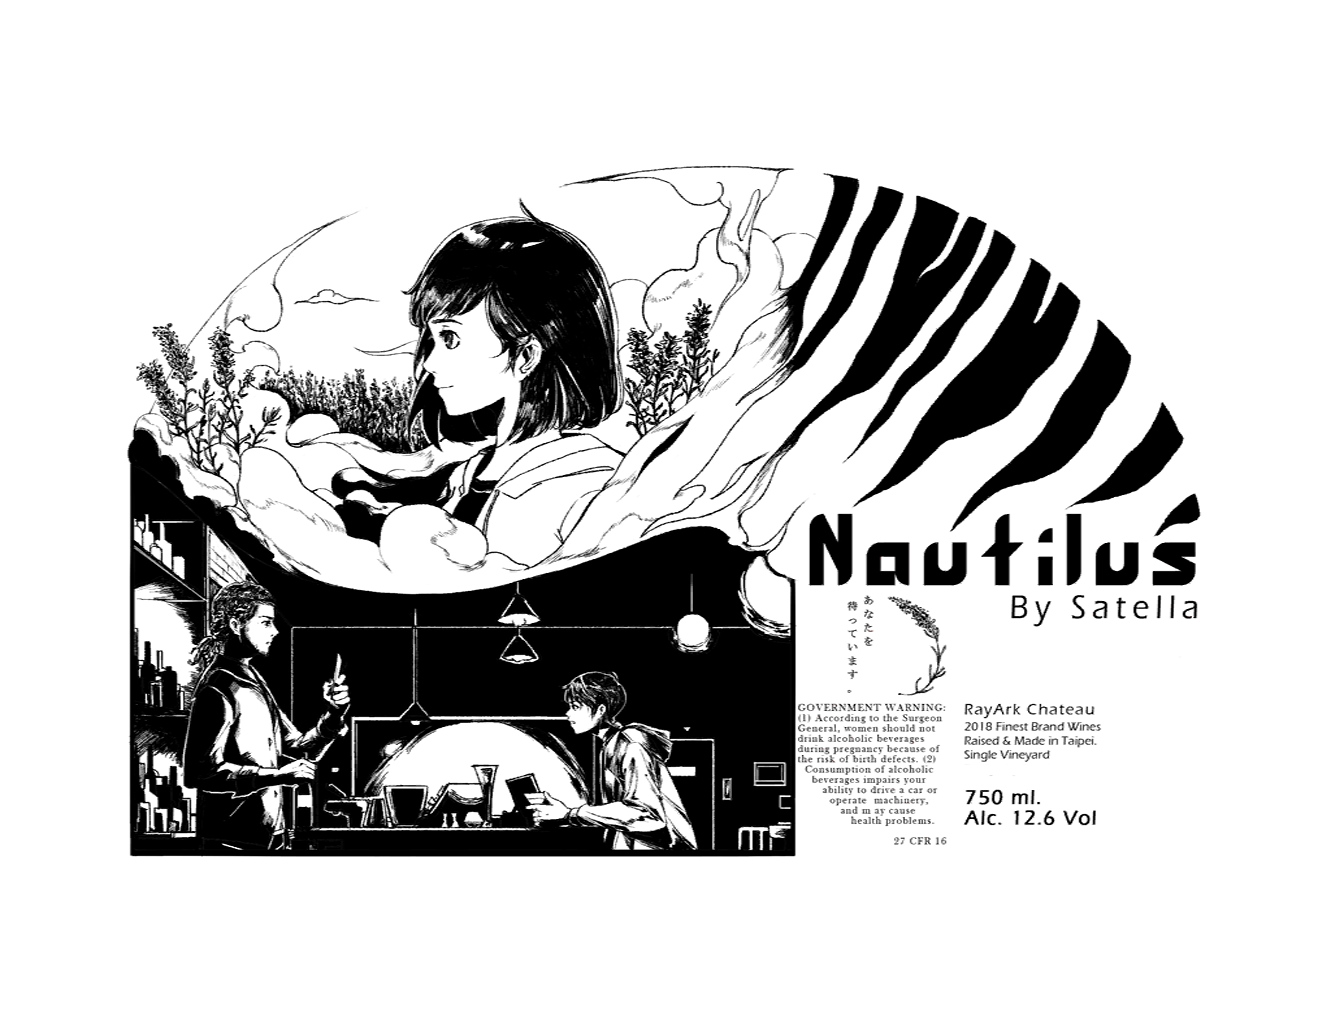 Nautilus
By Satella
あなたを
待っています。
GOVERNMENT WARNING:
(1) According to the Surgeon
General, women should not
drink alcoholic beverages
during pregnancy because of
the risk of birth defects. (2)
Consumption of alcoholic
beverages impairs your
ability to drive a car or
operate machinery,
and m ay cause
health problems.
27 CFR 16
RayArk Chateau
2018 Finest Brand Wines
Raised & Made in Taipei.
Single Vineyard
750 ml.
Alc. 12.6 Vol